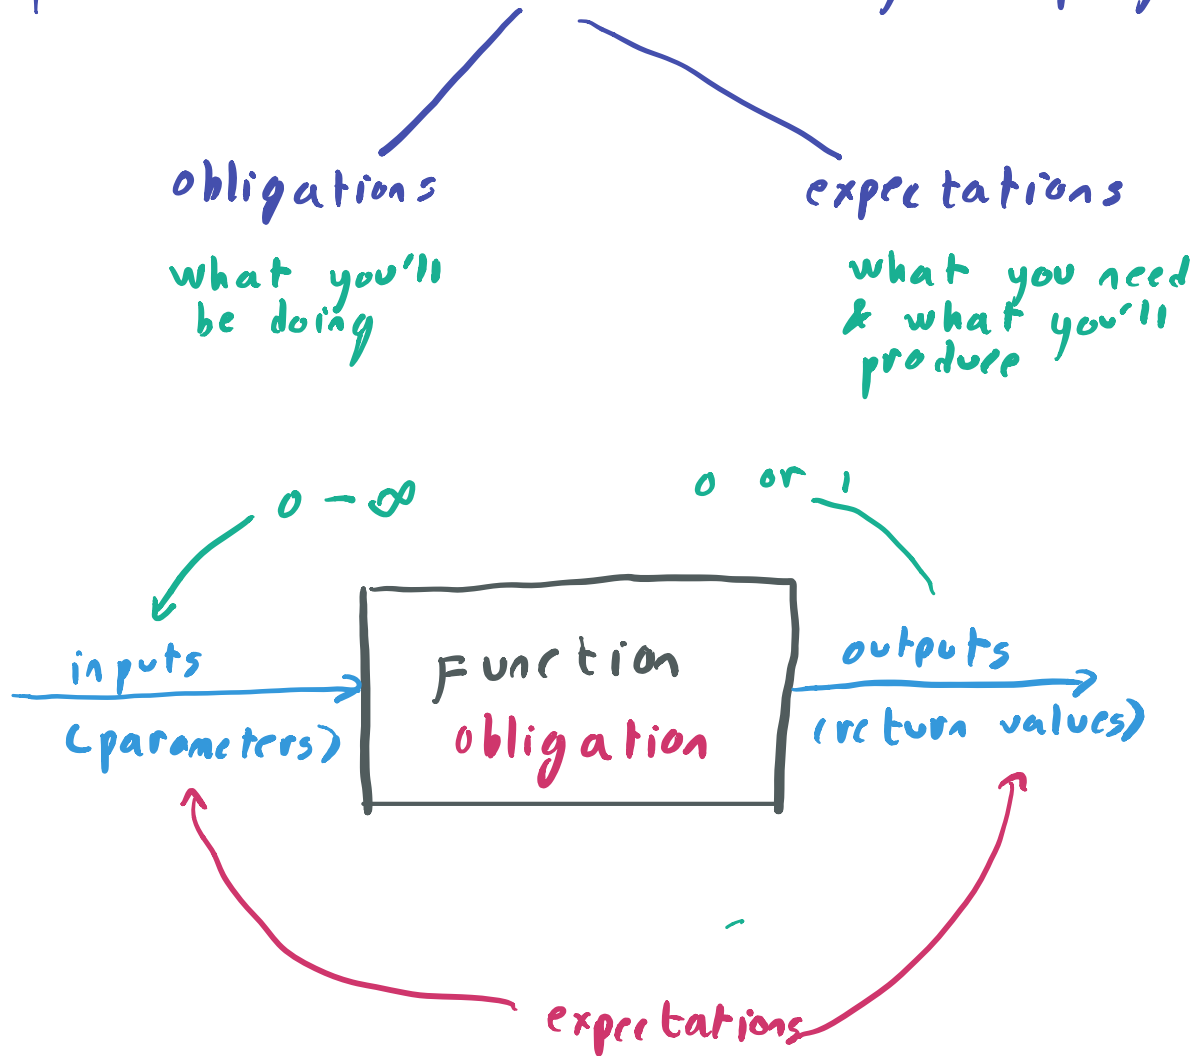 obligations
expectations
what you'll
be doing
what you need
& what you'll
produce
0 - ∞
0 or 1
inputs
(parameters)
Function
obligation
outputs
(return values)
expectations